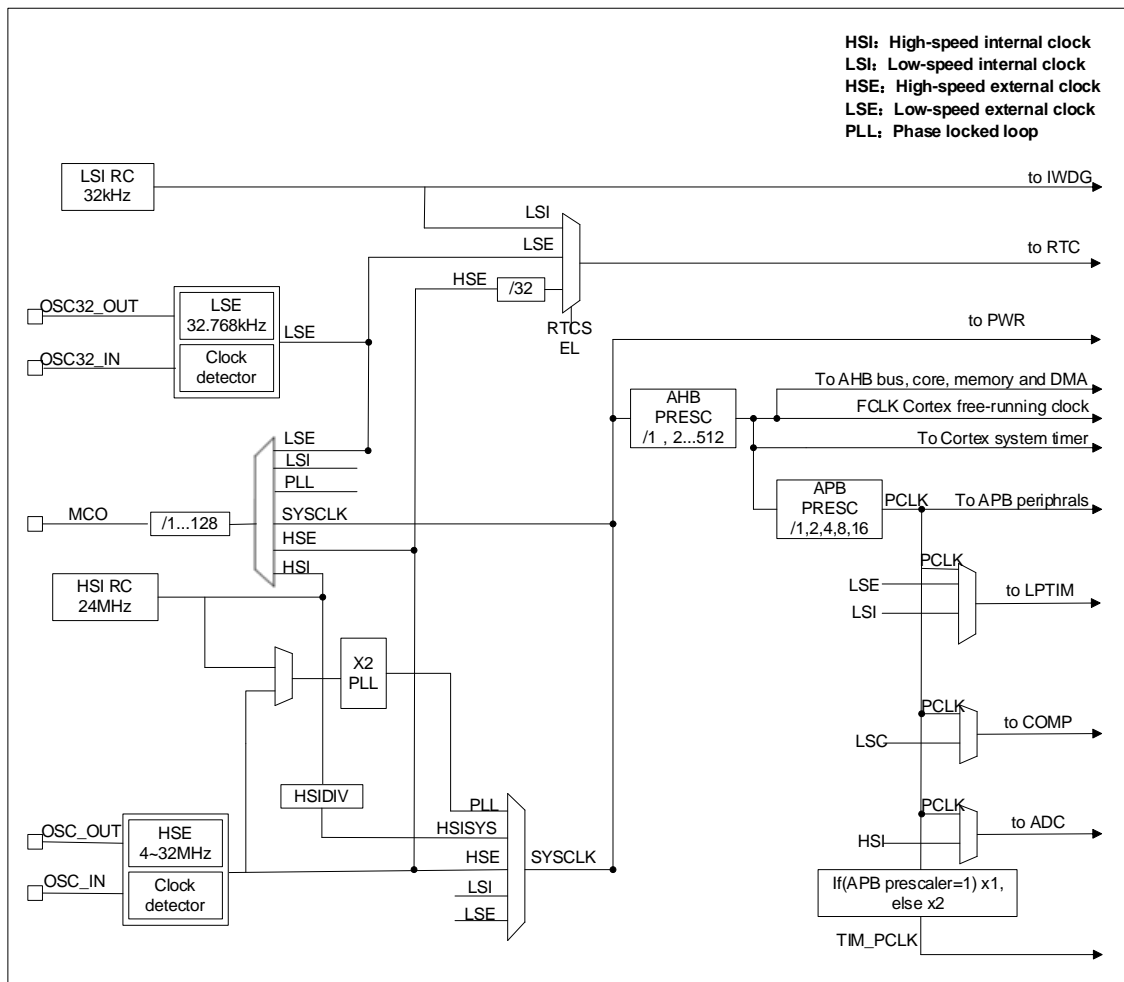 HSI： High-speed internal clock
LSI： Low-speed internal clock
HSE： High-speed external clock
LSE： Low-speed external clock
PLL： Phase locked loop
LSI RC
32kHz
to IWDG
LSI
LSE
to RTC
HSE
/32
RTCS
EL
OSC32_OUT
LSE
32.768kHz
LSE
OSC32_IN
Clock
detector
to PWR
AHB
PRESC
/1 , 2...512
To AHB bus, core, memory and DMA
FCLK Cortex free-running clock
To Cortex system timer
LSE
LSI
PLL
APB
PRESC
/1,2,4,8,16
PCLK
To APB periphrals
MCO
/1...128
SYSCLK
HSE
HSI
HSI RC
24MHz
PCLK
LSE
LSI
to LPTIM
X2
PLL
PCLK
LSC
to COMP
HSIDIV
PLL
HSISYS
HSE
LSI
LSE
SYSCLK
PCLK
HSI
to ADC
OSC_OUT
HSE
4~32MHz
OSC_IN
Clock
detector
If(APB prescaler=1) x1,
else x2
TIM_PCLK